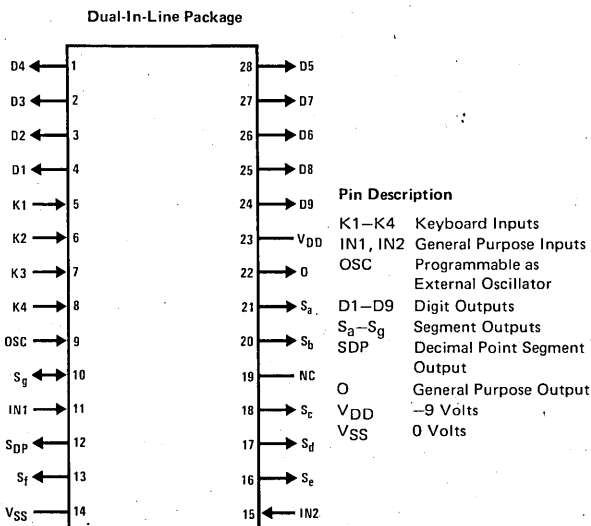 Dual-In-Line Package
D4 1 28 D5
D3 2 27 D7
D2 3 26 D6
D1 4 25 D8
K1 5 24 D9
K2 6 23 VDD
K3 7 22 O
K4 8 21 Sa
OSC 9 20 Sb
Sg 10 19 NC
IN1 11 18 Sc
SDP 12 17 Sd
Sf 13 16 Se
VSS 14 15 IN2
Pin Description
K1–K4 Keyboard Inputs
IN1, IN2 General Purpose Inputs
OSC Programmable as
External Oscillator
D1–D9 Digit Outputs
Sa–Sg Segment Outputs
SDP Decimal Point Segment
Output
O General Purpose Output
VDD –9 Volts
VSS 0 Volts